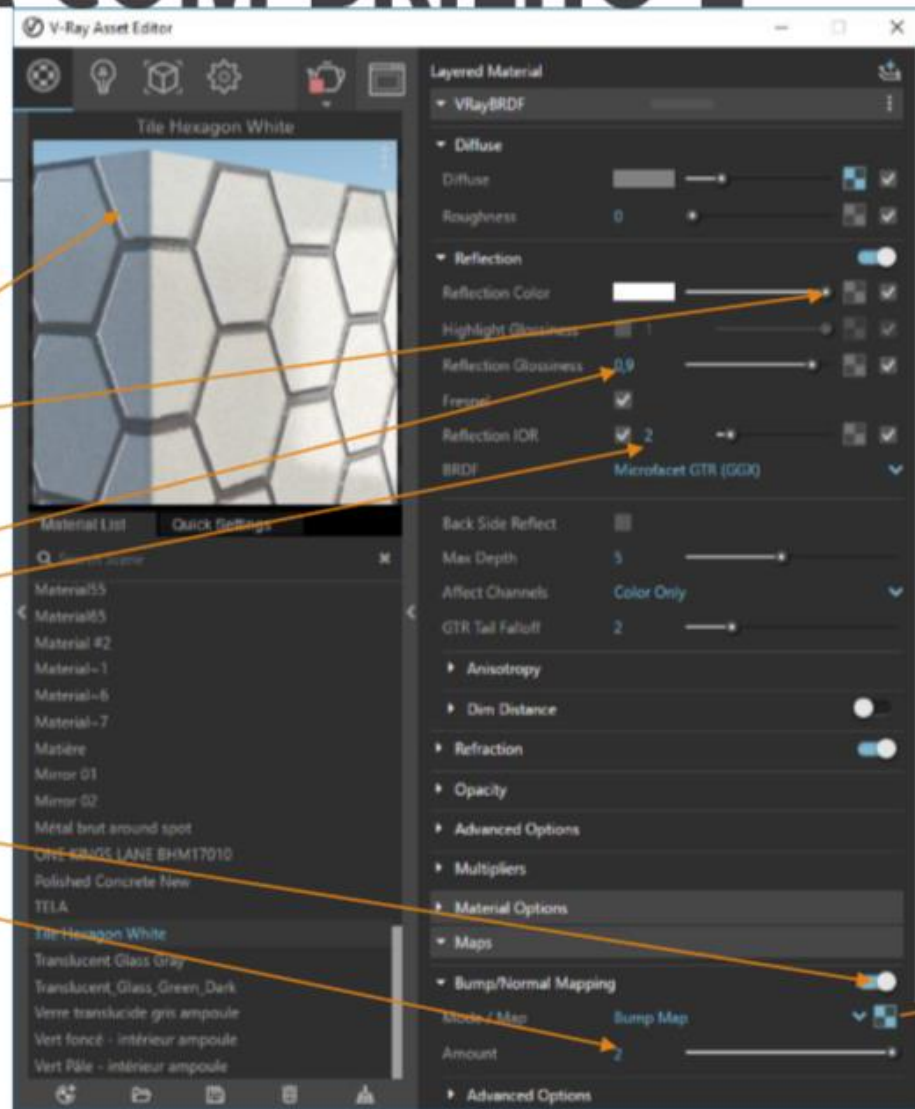 COM BRILHO E
V-Ray Asset Editor
Tile Hexagon White
Material List
Quick Settings
Search Scene
Material55
Material65
Material #2
Material~1
Material~6
Material~7
Matière
Mirror 01
Mirror 02
Métal brut around spot
ONE KINGS LANE BHM17010
Polished Concrete New
TELA
Tile Hexagon White
Translucent Glass Gray
Translucent_Glass_Green_Dark
Verre translucide gris ampoule
Vert foncé - intérieur ampoule
Vert Pâle - intérieur ampoule
Layered Material
VRayBRDF
Diffuse
Diffuse
Roughness 0
Reflection
Reflection Color
Highlight Glossiness 1
Reflection Glossiness 0,9
Fresnel
Reflection IOR 2
BRDF Microfacet GTR (GGX)
Back Side Reflect
Max Depth 5
Affect Channels Color Only
GTR Tail Falloff 2
Anisotropy
Dim Distance
Refraction
Opacity
Advanced Options
Multipliers
Material Options
Maps
Bump/Normal Mapping
Mode / Map Bump Map
Amount 2
Advanced Options